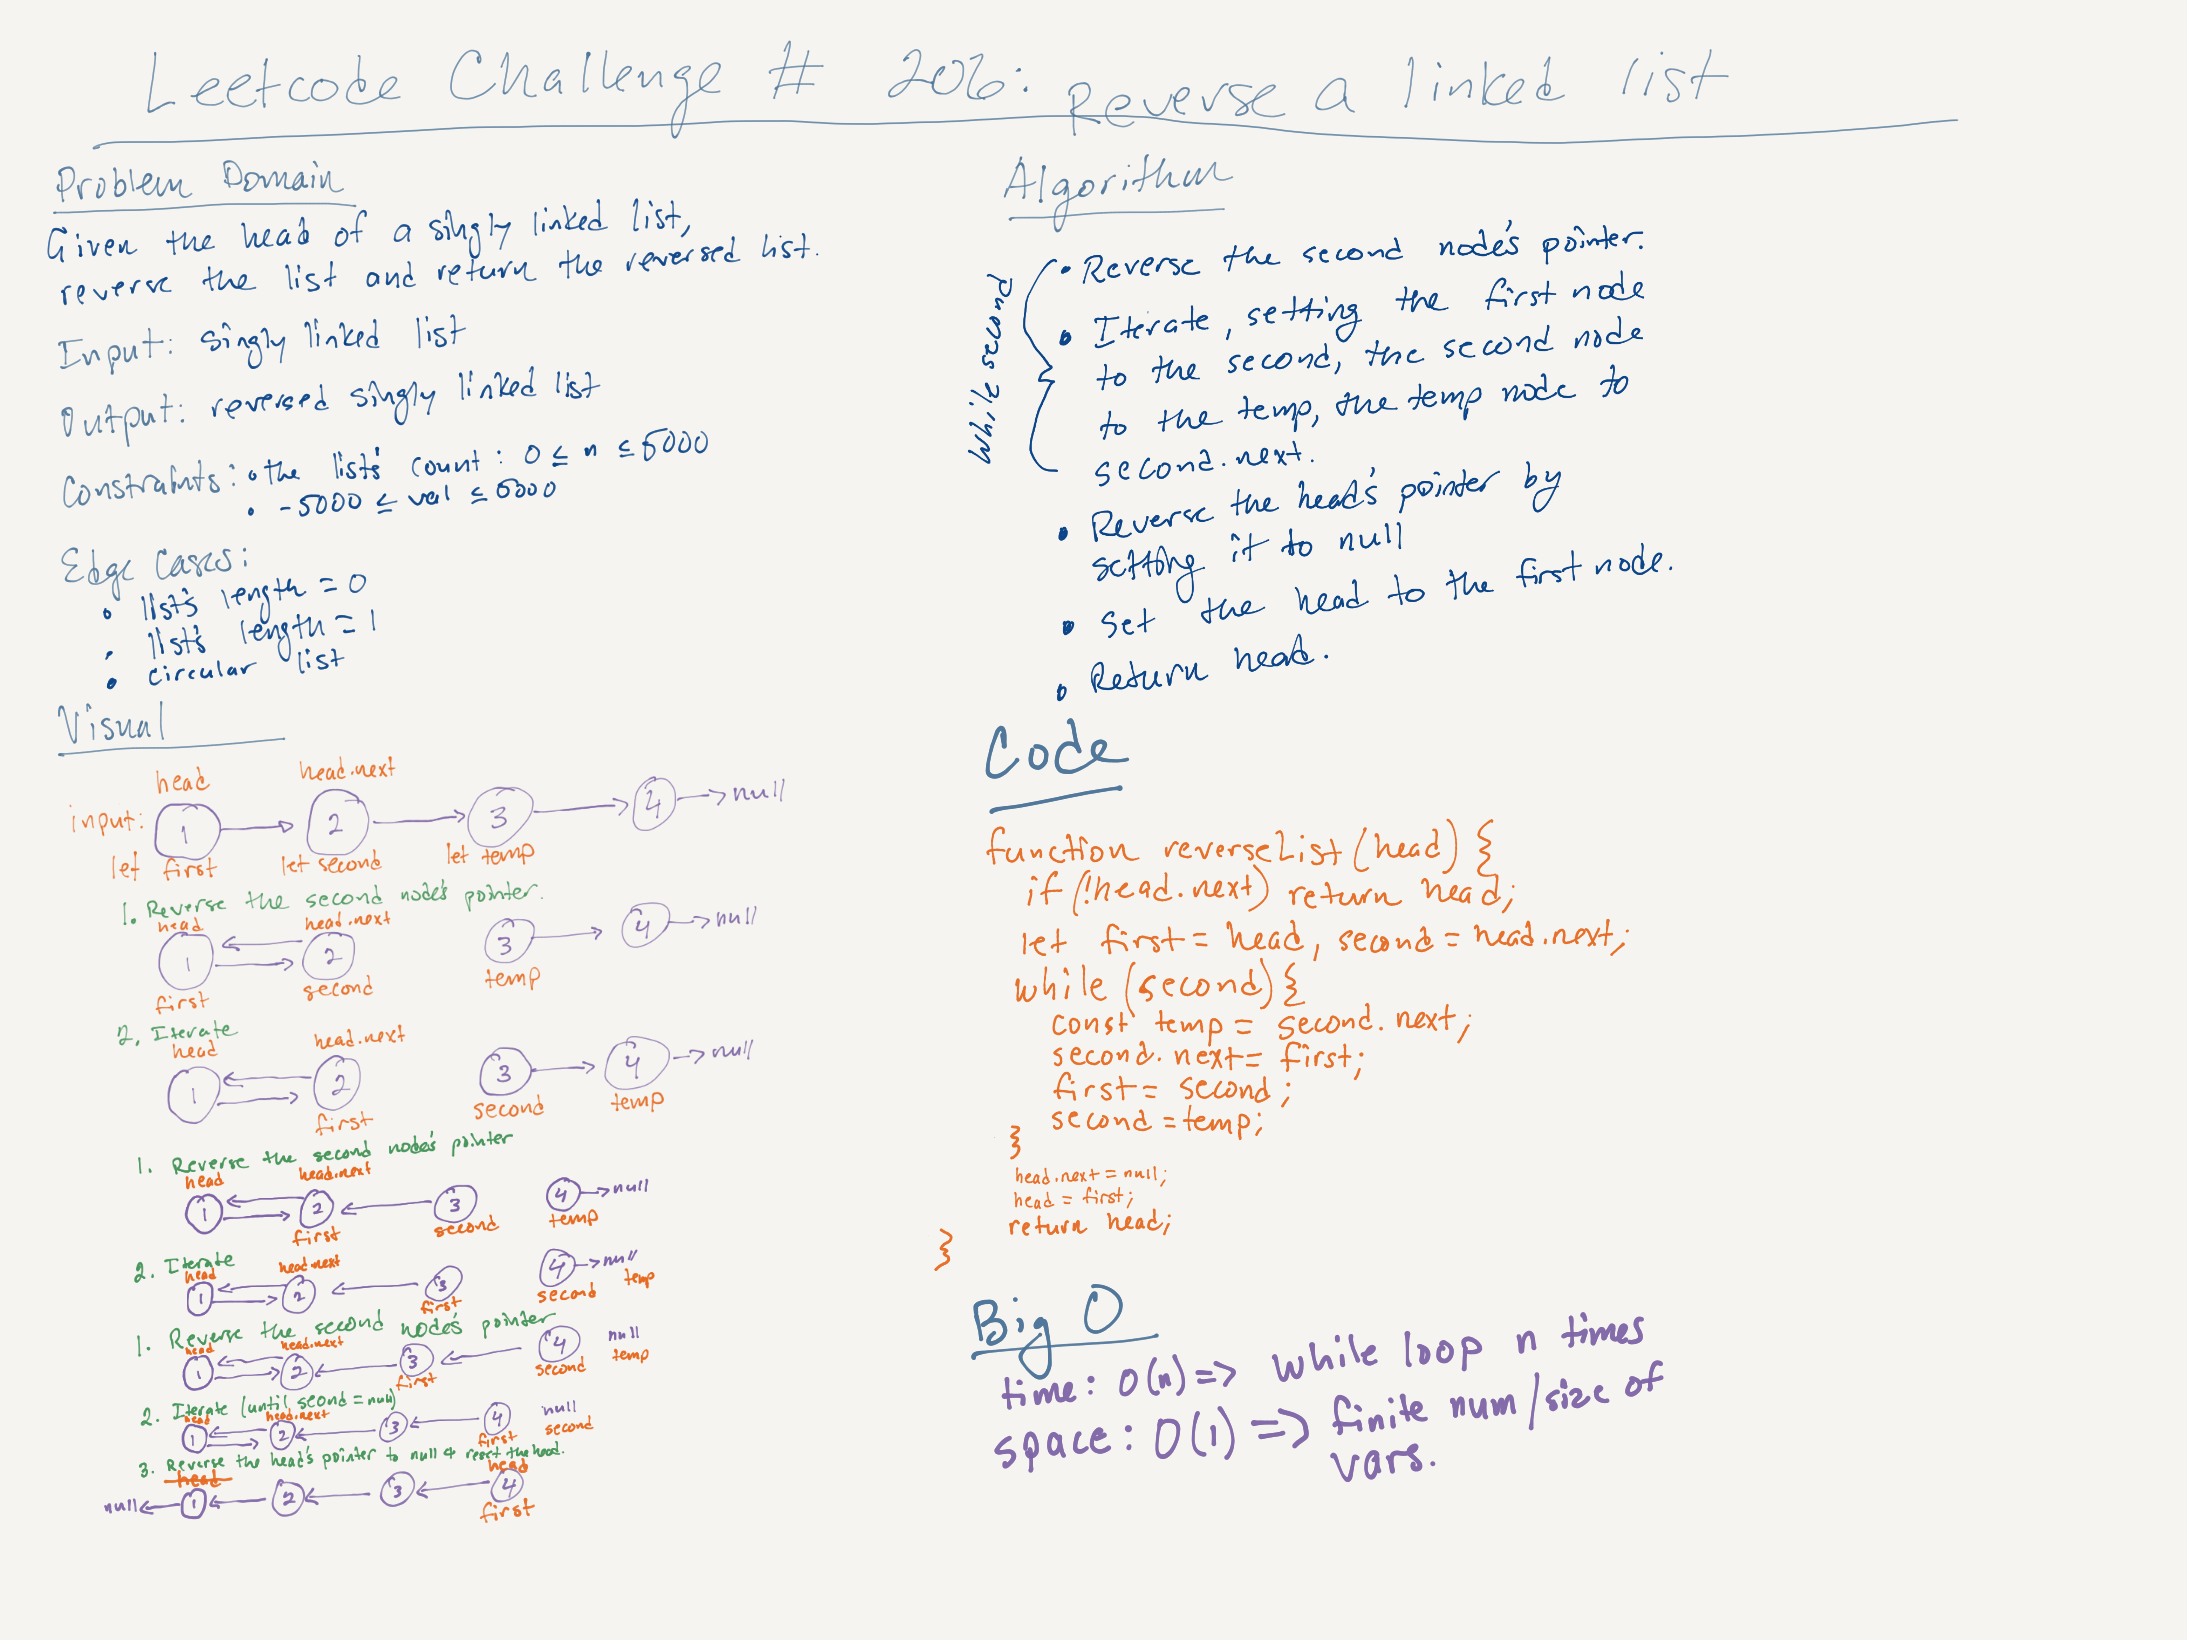 Leetcode Challenge # 206: Reverse a linked list
Problem Domain
Given the head of a singly linked list,
reverse the list and return the reversed list.
Input: singly linked list
Output: reversed singly linked list
Constraints: • the list's count: 0 ≤ n ≤ 5000
• -5000 ≤ val ≤ 5000
Edge Cases:
• list's length = 0
• list's length = 1
• circular list
Visual
head head.next
input: 1 2 3 4 null
let first let second let temp
1. Reverse the second node's pointer.
head head.next
1 2 3 4 null
first second temp
2. Iterate
head head.next
1 2 3 4 null
first second temp
1. Reverse the second node's pointer
head head.next
1 2 3 4 null
first second temp
2. Iterate
head head.next
1 2 3 4 null
first second temp
1. Reverse the second node's pointer
head head.next
1 2 3 4 null
first second temp
2. Iterate (until second = null)
head head.next
1 2 3 4 null
first second
3. Reverse the head's pointer to null + reset the head.
head head
null 1 2 3 4
first
Algorithm
while second
• Reverse the second node's pointer.
• Iterate, setting the first node
to the second, the second node
to the temp, the temp node to
second.next.
• Reverse the head's pointer by
setting it to null
• Set the head to the first node.
• Return head.
Code
function reverseList(head) {
if (!head.next) return head;
let first = head, second = head.next;
while (second) {
const temp = second.next;
second.next = first;
first = second;
second = temp;
}
head.next = null;
head = first;
return head;
}
Big O
time: O(n) => while loop n times
space: O(1) => finite num/size of
vars.